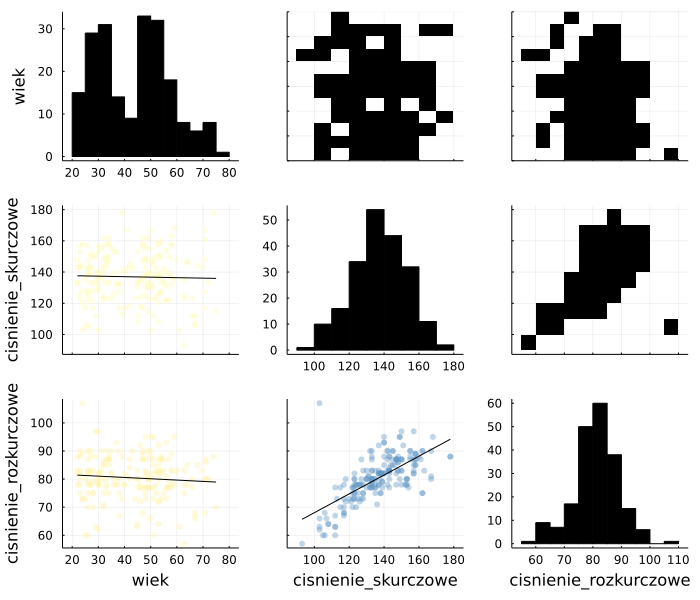 wiek
30
20
10
0
20 30 40 50 60 70 80
cisnienie_skurczowe
180
160
140
120
100
50
40
30
20
10
0
100 120 140 160 180
cisnienie_rozkurczowe
100
90
80
70
60
60
50
40
30
20
10
0
20 30 40 50 60 70 80
100 120 140 160 180
60 70 80 90 100 110
wiek
cisnienie_skurczowe
cisnienie_rozkurczowe